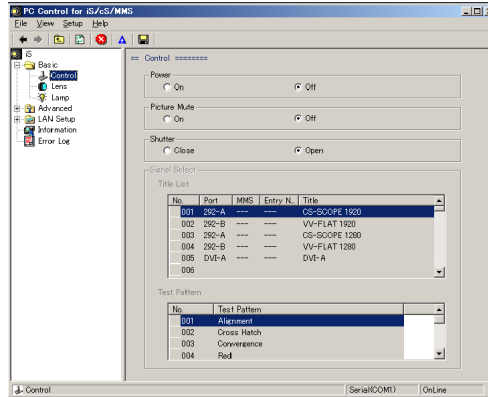 PC Control for iS/cS/MMS
File View Setup Help
iS
Basic
Control
Lens
Lamp
Advanced
LAN Setup
Information
Error Log
== Control ========
Power
On Off
Picture Mute
On Off
Shutter
Close Open
Signal Select
Title List
No. Port MMS Entry N.. Title
001 292-A --- --- CS-SCOPE 1920
002 292-B --- --- VV-FLAT 1920
003 292-A --- --- CS-SCOPE 1280
004 292-B --- --- VV-FLAT 1280
005 DVI-A --- --- DVI-A
006
Test Pattern
No. Test Pattern
001 Alignment
002 Cross Hatch
003 Convergence
004 Red
Control Serial(COM1) OnLine